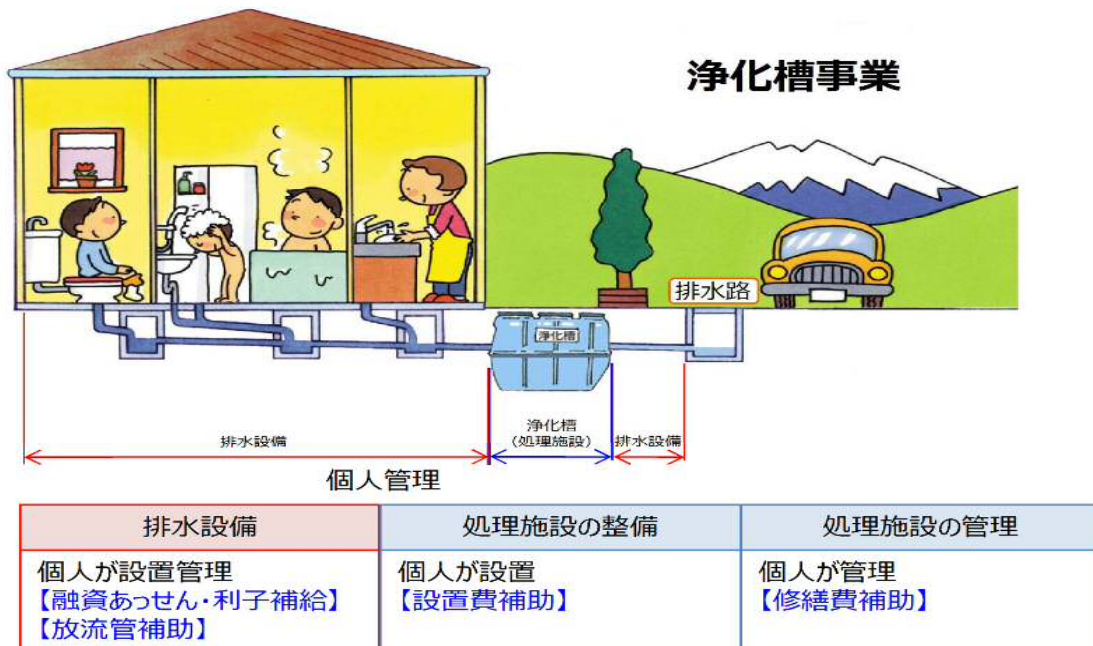 浄化槽事業
排水路
浄化槽
排水設備
浄化槽
(処理施設)
排水設備
個人管理
排水設備
処理施設の整備
処理施設の管理
個人が設置管理
【融資あっせん・利子補給】
【放流管補助】
個人が設置
【設置費補助】
個人が管理
【修繕費補助】